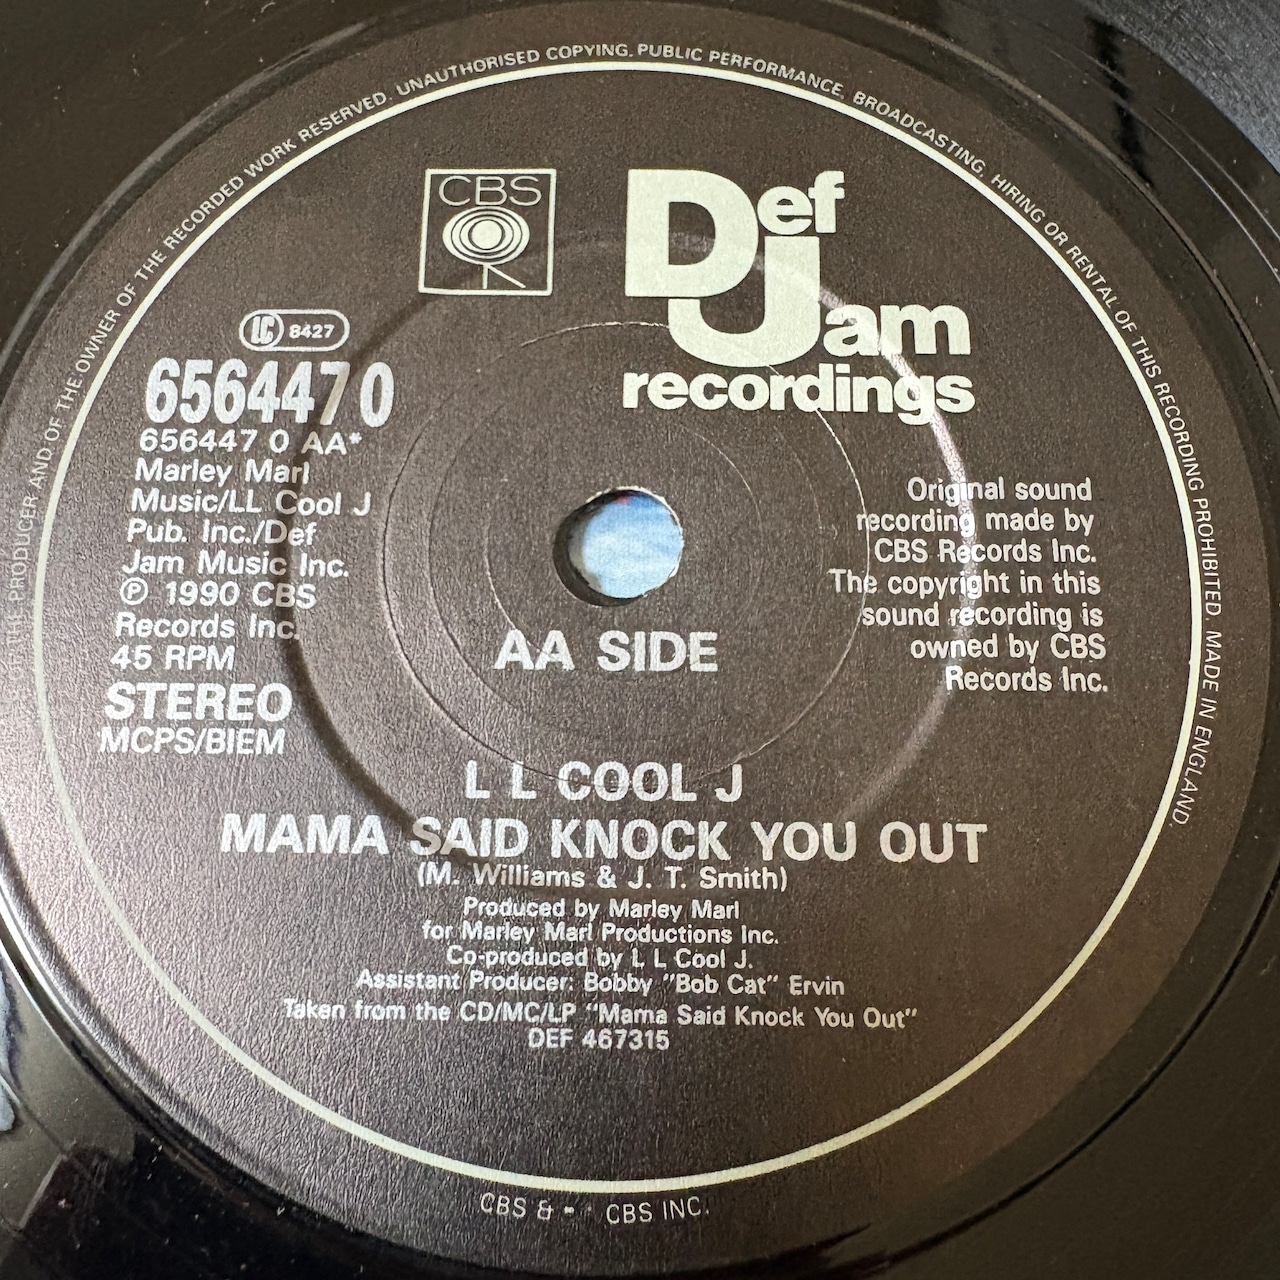 OF THE PRODUCER AND OF THE OWNER OF THE RECORDED WORK RESERVED. UNAUTHORISED COPYING, PUBLIC PERFORMANCE, BROADCASTING, HIRING OR RENTAL OF THIS RECORDING PROHIBITED. MADE IN ENGLAND.
CBS
Def
Jam
recordings
LC 8427
656447 0
656447 0 AA*
Marley Marl
Music/LL Cool J
Pub. Inc./Def
Jam Music Inc.
℗ 1990 CBS
Records Inc.
45 RPM
STEREO
MCPS/BIEM
Original sound
recording made by
CBS Records Inc.
The copyright in this
sound recording is
owned by CBS
Records Inc.
AA SIDE
L L COOL J
MAMA SAID KNOCK YOU OUT
(M. Williams & J. T. Smith)
Produced by Marley Marl
for Marley Marl Productions Inc.
Co-produced by L L Cool J.
Assistant Producer: Bobby "Bob Cat" Ervin
Taken from the CD/MC/LP "Mama Said Knock You Out"
DEF 467315
CBS & CBS INC.